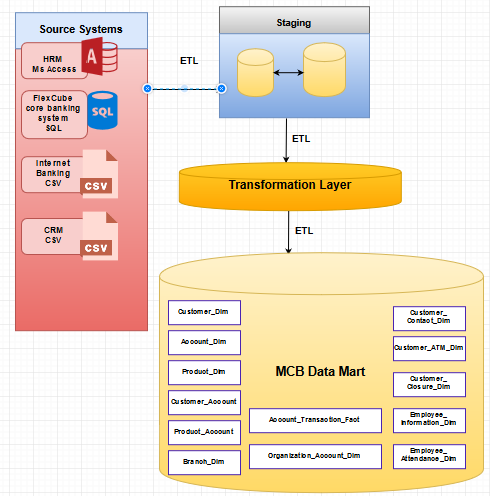 Source Systems
HRM
Ms Access
A
FlexCube
core banking
system
SQL
SQL
Internet
Banking
CSV
CSV
CRM
CSV
CSV
ETL
Staging
ETL
Transformation Layer
ETL
MCB Data Mart
Customer_Dim
Account_Dim
Product_Dim
Customer_Account
Product_Account
Branch_Dim
Account_Transaction_Fact
Organization_Account_Dim
Customer_
Contact_Dim
Customer_ATM_Dim
Customer_
Closure_Dim
Employee_
Information_Dim
Employee_
Attendance_Dim